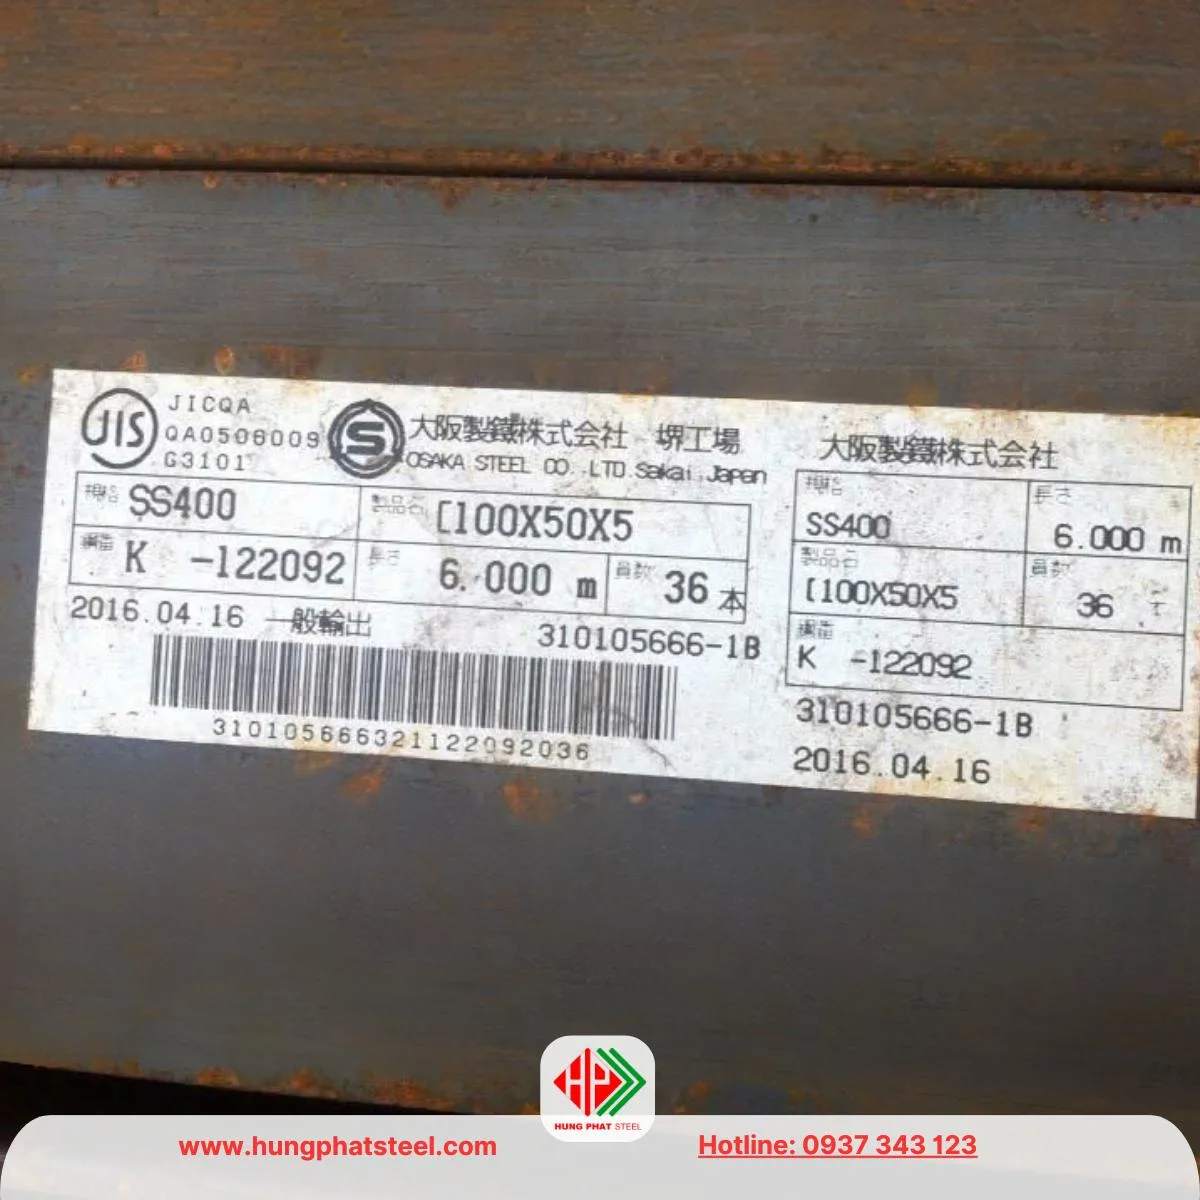 JIS
JICQA
QA0506009
G3101
S
大阪製鐵株式会社 堺工場
OSAKA STEEL CO.,LTD.Sakai,Japan
規格 SS400 製品名 [100X50X5
鋼番 K -122092 長さ 6.000 m 員数 36 本
2016.04.16 一般輸出 310105666-1B
310105666321122092036
大阪製鐵株式会社
規格 SS400 長さ 6.000 m
製品名 [100X50X5 員数 36
鋼番 K -122092
310105666-1B
2016.04.16
HUNG PHAT STEEL
www.hungphatsteel.com
Hotline: 0937 343 123